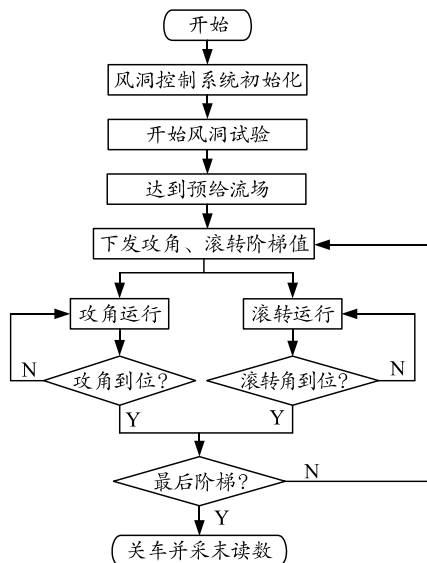 开始
风洞控制系统初始化
开始风洞试验
达到预给流场
下发攻角、滚转阶梯值
攻角运行
滚转运行
N
攻角到位?
滚转角到位?
N
Y
Y
最后阶梯?
N
Y
关车并采末读数